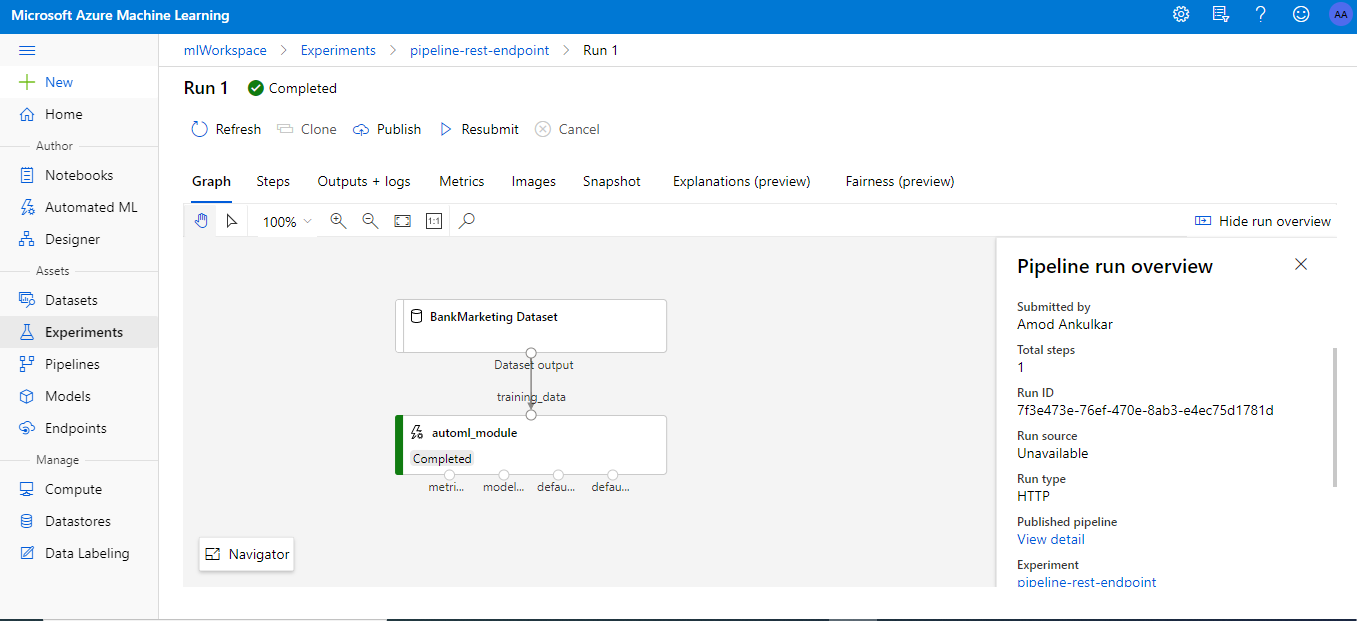 Microsoft Azure Machine Learning
AA
mlWorkspace > Experiments > pipeline-rest-endpoint > Run 1
New
Home
Author
Notebooks
Automated ML
Designer
Assets
Datasets
Experiments
Pipelines
Models
Endpoints
Manage
Compute
Datastores
Data Labeling
Run 1 Completed
Refresh Clone Publish Resubmit Cancel
Graph Steps Outputs + logs Metrics Images Snapshot Explanations (preview) Fairness (preview)
100% 1:1 Hide run overview
BankMarketing Dataset
Dataset output
training_data
automl_module
Completed
metri... model... defau... defau...
Navigator
Pipeline run overview
Submitted by
Amod Ankulkar
Total steps
1
Run ID
7f3e473e-76ef-470e-8ab3-e4ec75d1781d
Run source
Unavailable
Run type
HTTP
Published pipeline
View detail
Experiment
pipeline-rest-endpoint